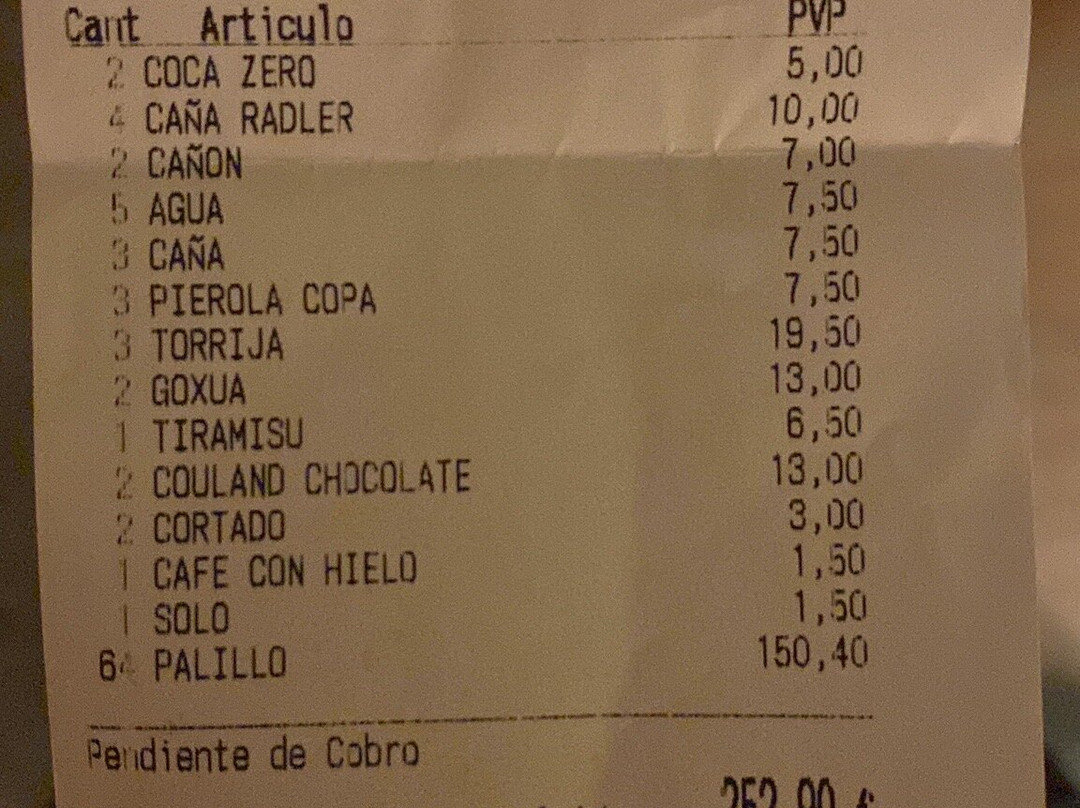 Cant Articulo PVP
2 COCA ZERO 5,00
4 CAÑA RADLER 10,00
2 CAÑON 7,00
5 AGUA 7,50
3 CAÑA 7,50
3 PIEROLA COPA 7,50
3 TORRIJA 19,50
2 GOXUA 13,00
1 TIRAMISU 6,50
2 COULAND CHOCOLATE 13,00
2 CORTADO 3,00
1 CAFE CON HIELO 1,50
1 SOLO 1,50
64 PALILLO 150,40
Pendiente de Cobro
252,90 €